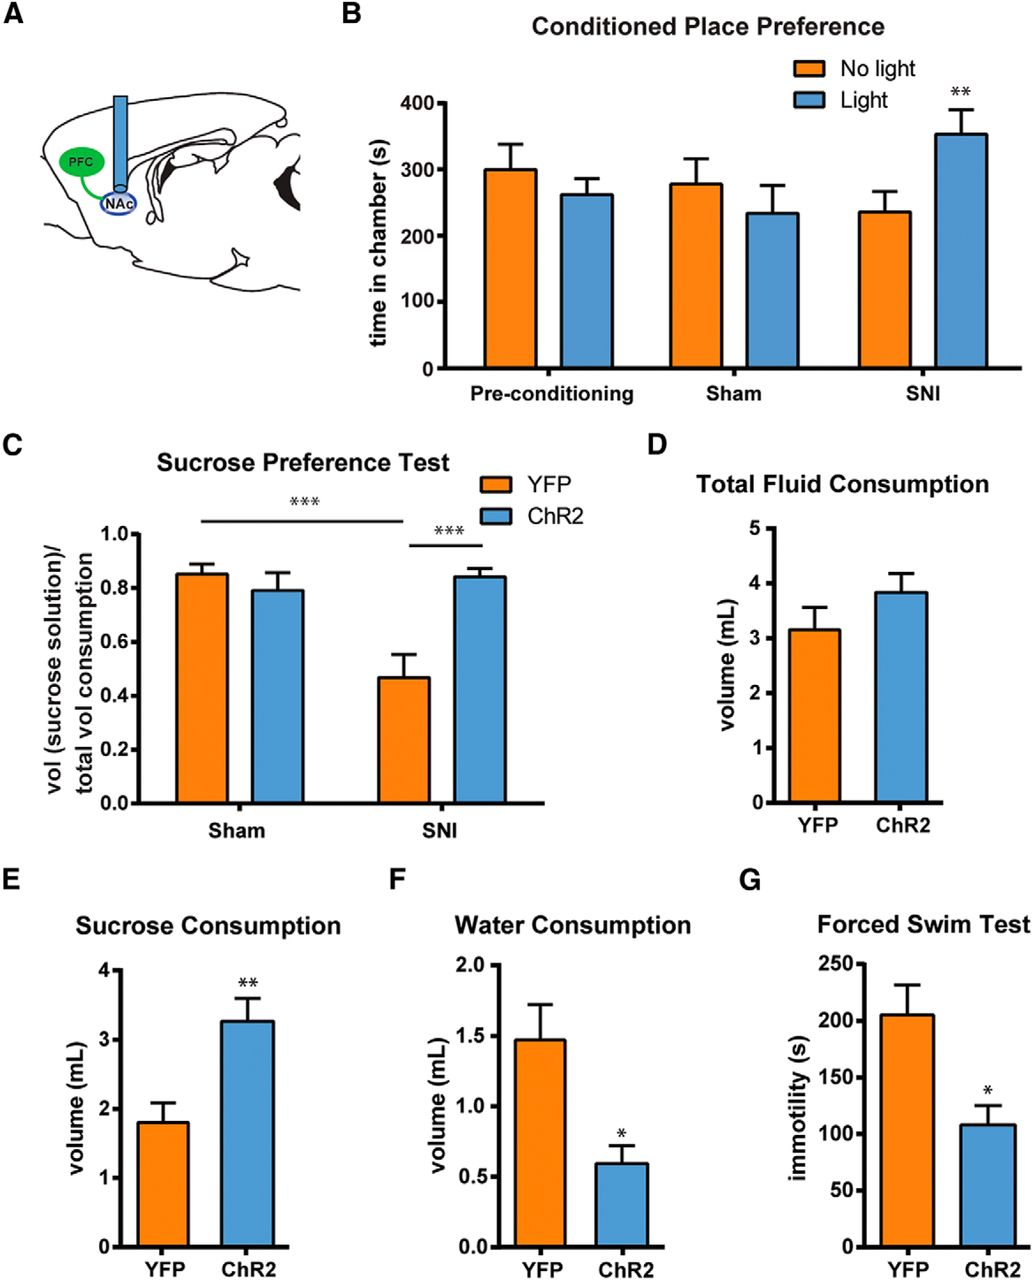 A
PFC
NAc
B
Conditioned Place Preference
No light
Light
**
time in chamber (s)
400
300
200
100
0
Pre-conditioning
Sham
SNI
C
Sucrose Preference Test
YFP
ChR2
***
***
vol (sucrose solution)/
total vol consumption
1.0
0.8
0.6
0.4
0.2
0.0
Sham
SNI
D
Total Fluid Consumption
volume (mL)
5
4
3
2
1
0
YFP
ChR2
E
Sucrose Consumption
**
volume (mL)
4
3
2
1
0
YFP
ChR2
F
Water Consumption
*
volume (mL)
2.0
1.5
1.0
0.5
0.0
YFP
ChR2
G
Forced Swim Test
*
immotility (s)
250
200
150
100
50
0
YFP
ChR2